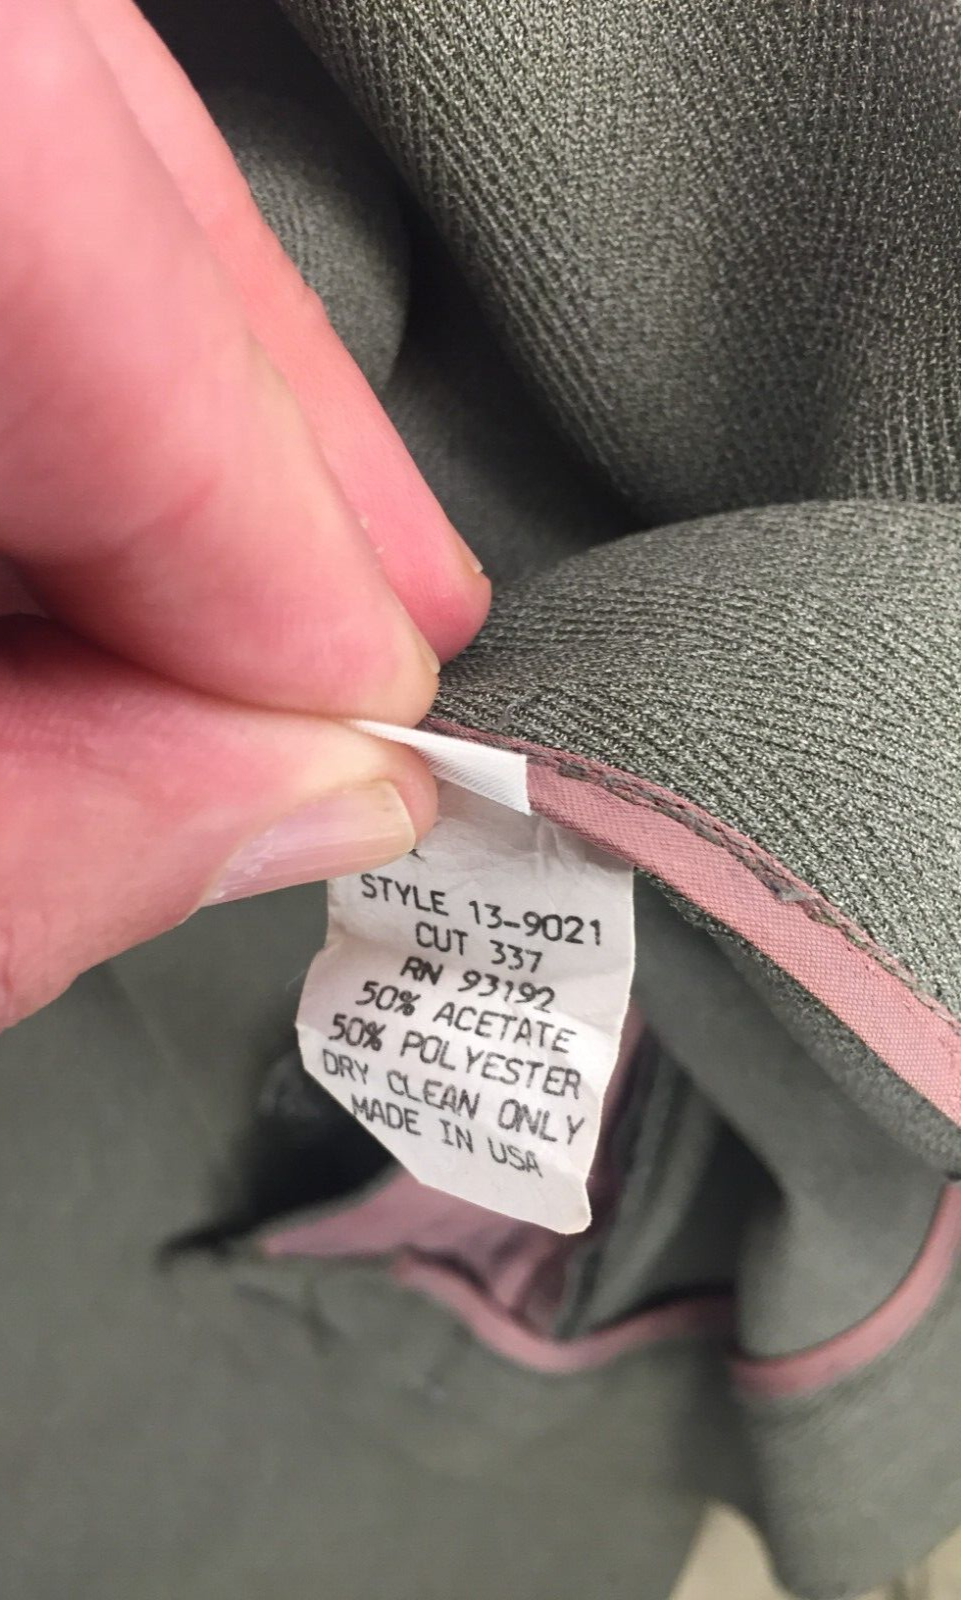 STYLE 13-9021
CUT 337
RN 93192
50% ACETATE
50% POLYESTER
DRY CLEAN ONLY
MADE IN USA